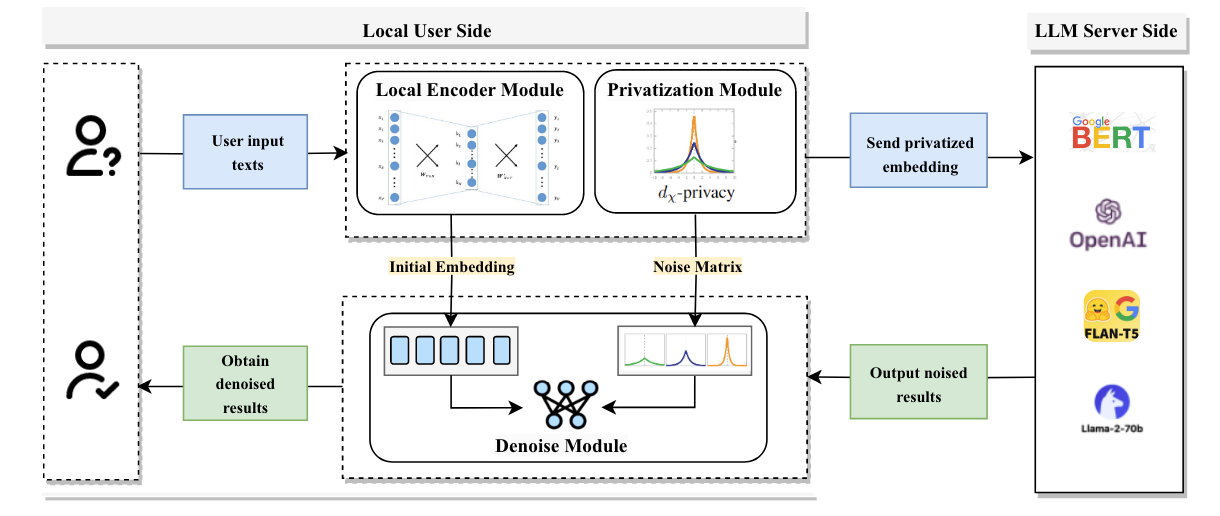 Local User Side
LLM Server Side
Local Encoder Module
Privatization Module
User input
texts
dχ-privacy
Send privatized
embedding
Google
BERT
OpenAI
Initial Embedding
Noise Matrix
FLAN-T5
Obtain
denoised
results
Output noised
results
Llama-2-70b
Denoise Module